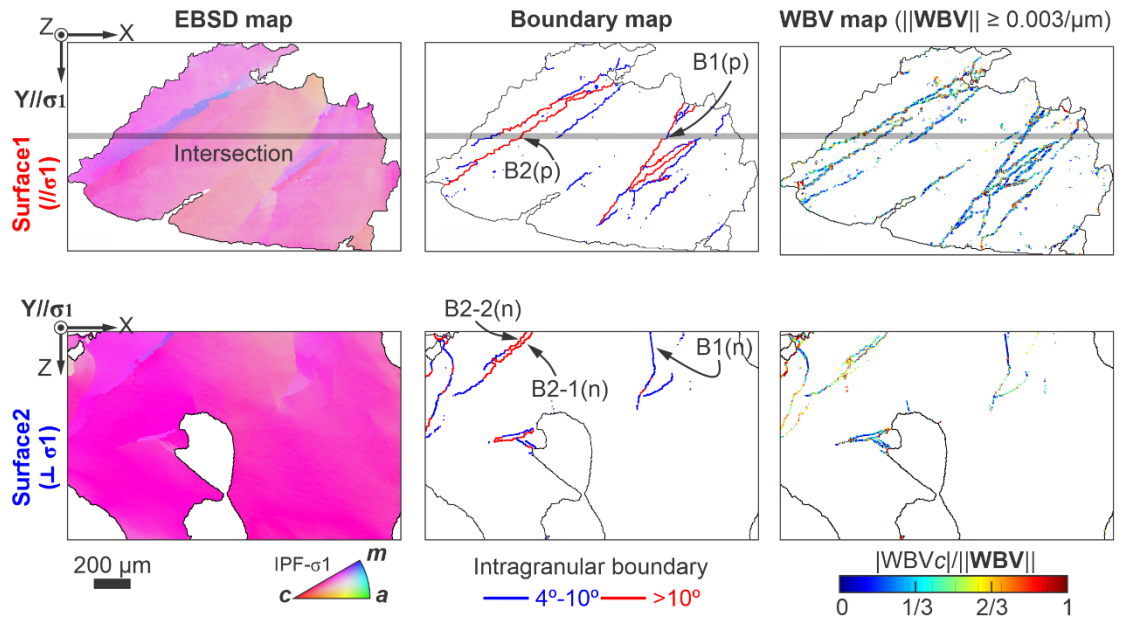 EBSD map
Boundary map
WBV map (||WBV|| ≥ 0.003/μm)
Z
X
Y//σ1
Surface1
(//σ1)
Intersection
B1(p)
B2(p)
Y//σ1
X
Z
Surface2
(⊥ σ1)
B2-2(n)
B2-1(n)
B1(n)
200 μm
IPF-σ1
m
c
a
Intragranular boundary
4º-10º
>10º
|WBVc|/||WBV||
0
1/3
2/3
1